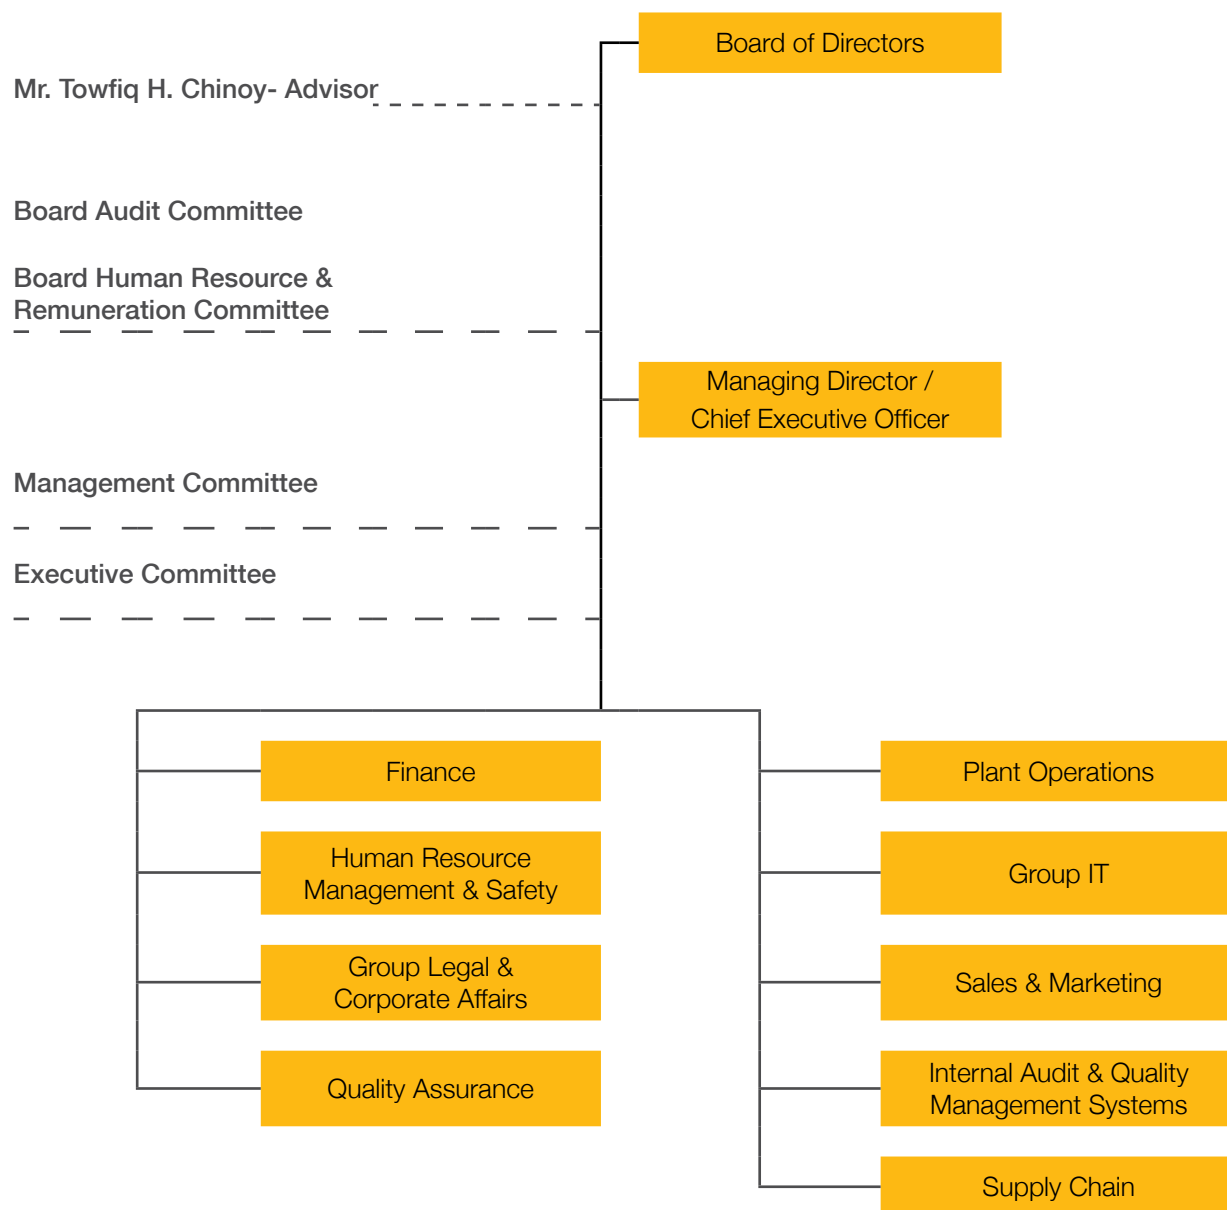 Board of Directors
Mr. Towfiq H. Chinoy- Advisor
Board Audit Committee
Board Human Resource &
Remuneration Committee
Managing Director /
Chief Executive Officer
Management Committee
Executive Committee
Finance
Human Resource
Management & Safety
Group Legal &
Corporate Affairs
Quality Assurance
Plant Operations
Group IT
Sales & Marketing
Internal Audit & Quality
Management Systems
Supply Chain